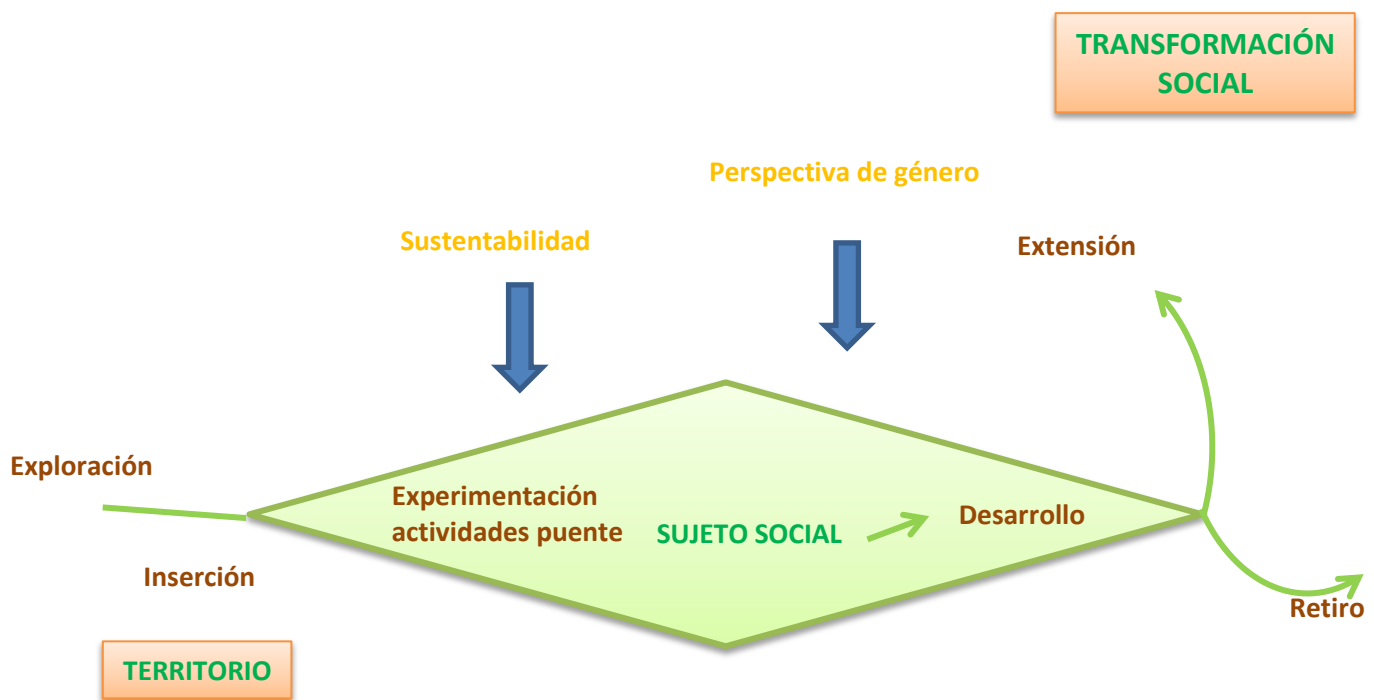 TRANSFORMACIÓN
SOCIAL
Perspectiva de género
Sustentabilidad
Extensión
Exploración
Experimentación
actividades puente
SUJETO SOCIAL
Desarrollo
Inserción
Retiro
TERRITORIO